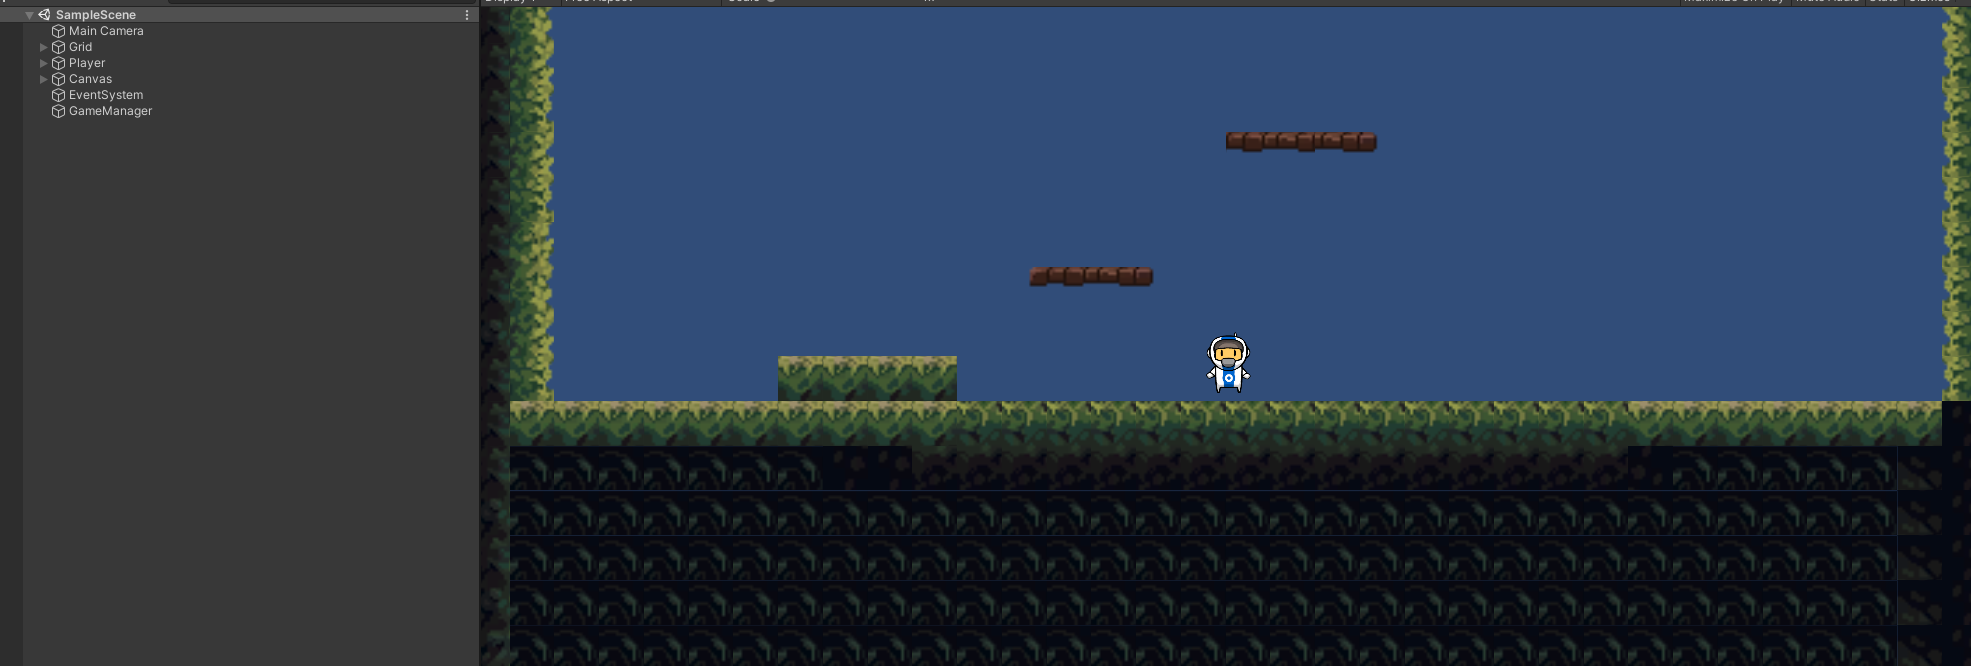 SampleScene
Main Camera
Grid
Player
Canvas
EventSystem
GameManager